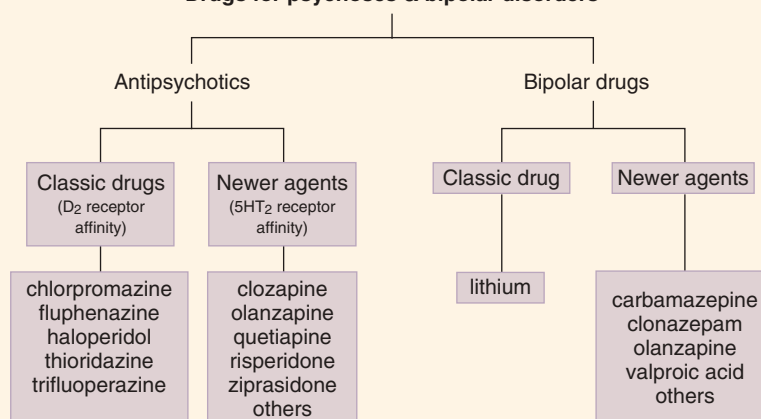 Drugs for psychoses & bipolar disorders
Antipsychotics
Bipolar drugs
Classic drugs
(D2 receptor
affinity)
Newer agents
(5HT2 receptor
affinity)
Classic drug
Newer agents
chlorpromazine
fluphenazine
haloperidol
thioridazine
trifluoperazine
clozapine
olanzapine
quetiapine
risperidone
ziprasidone
others
lithium
carbamazepine
clonazepam
olanzapine
valproic acid
others